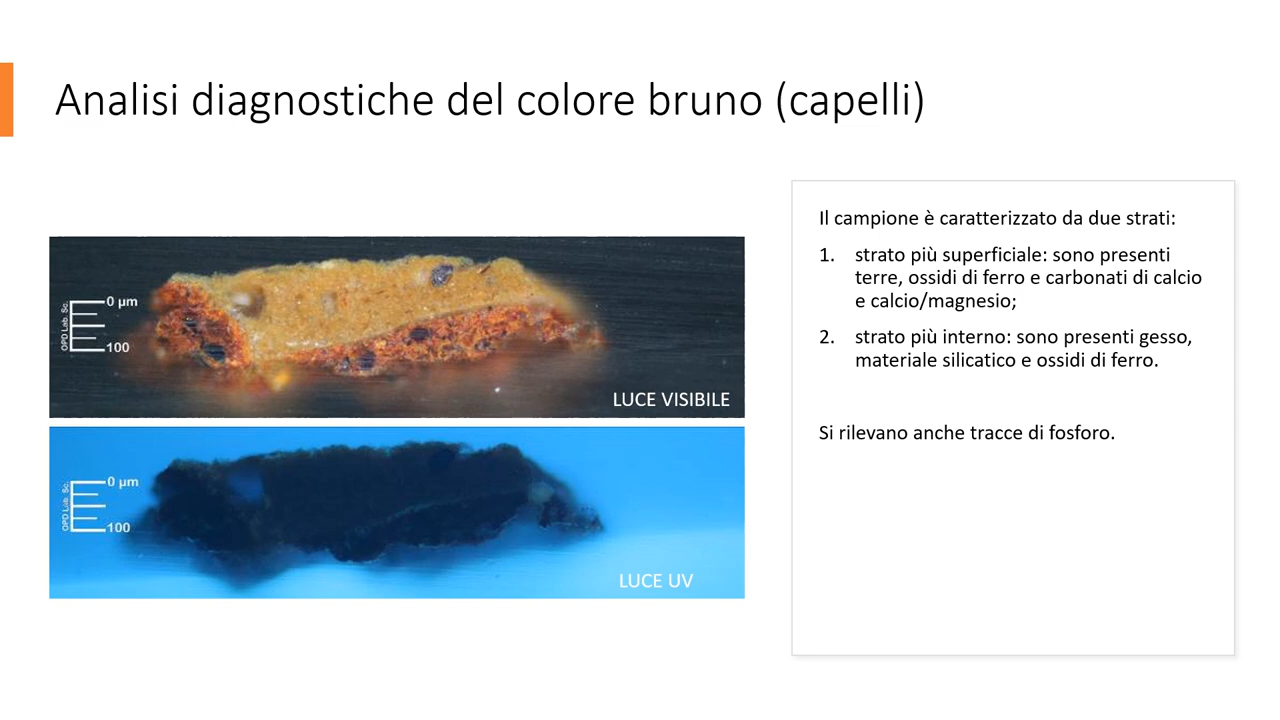 Analisi diagnostiche del colore bruno (capelli)
OPD Lab. Sc.
0 µm
100
LUCE VISIBILE
OPD Lab. Sc.
0 µm
100
LUCE UV
Il campione è caratterizzato da due strati:
1. strato più superficiale: sono presenti
terre, ossidi di ferro e carbonati di calcio
e calcio/magnesio;
2. strato più interno: sono presenti gesso,
materiale silicatico e ossidi di ferro.
Si rilevano anche tracce di fosforo.